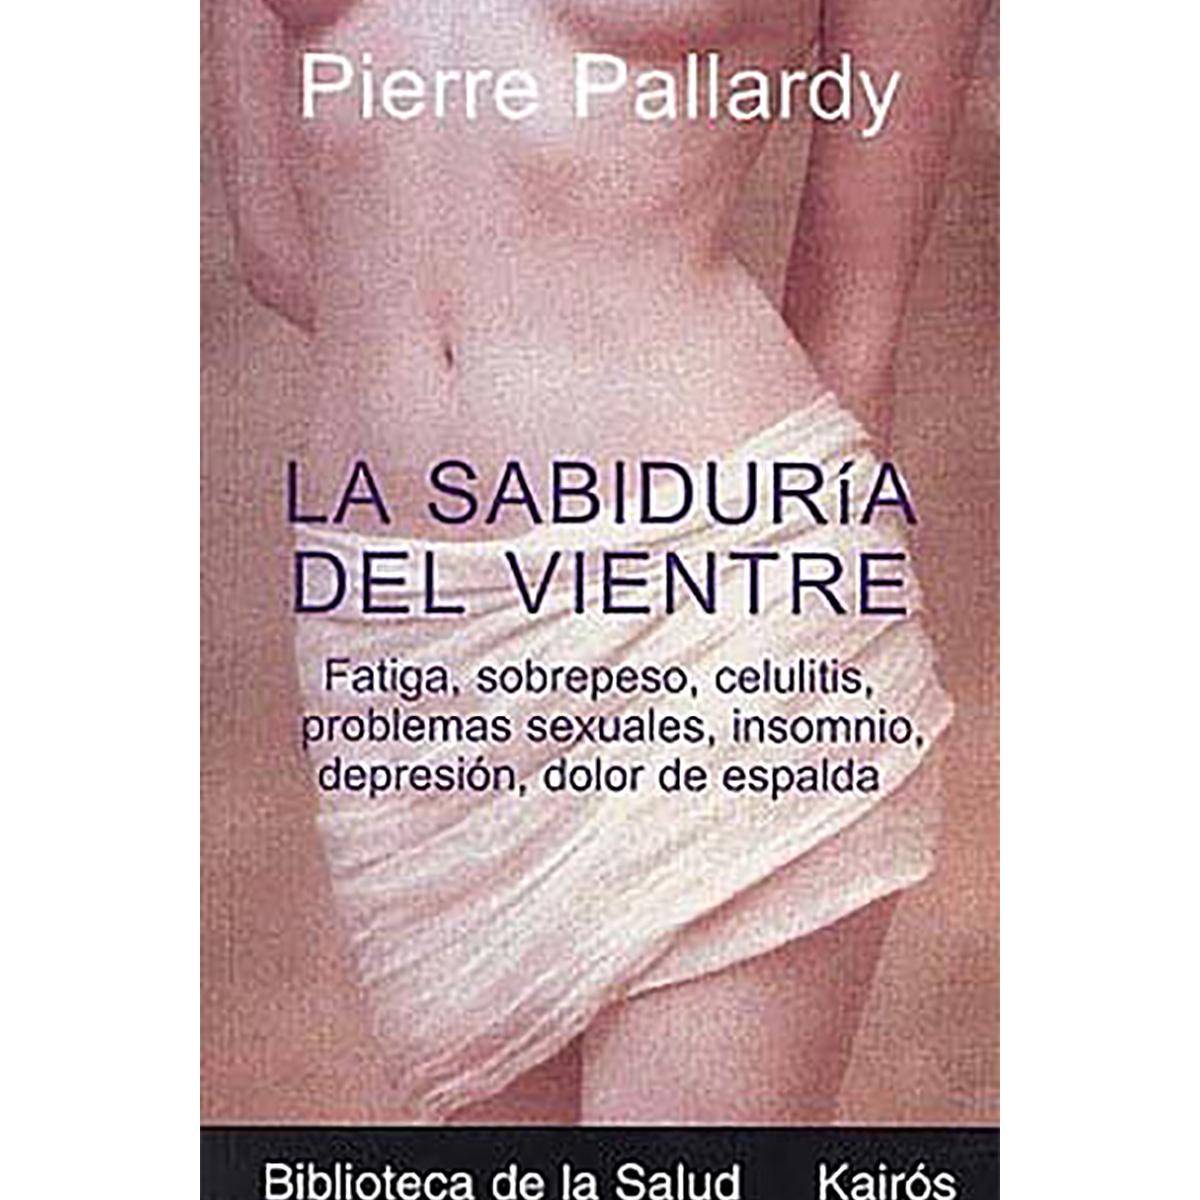 Pierre Pallardy
LA SABIDURíA
DEL VIENTRE
Fatiga, sobrepeso, celulitis,
problemas sexuales, insomnio,
depresión, dolor de espalda
Biblioteca de la Salud Kairós